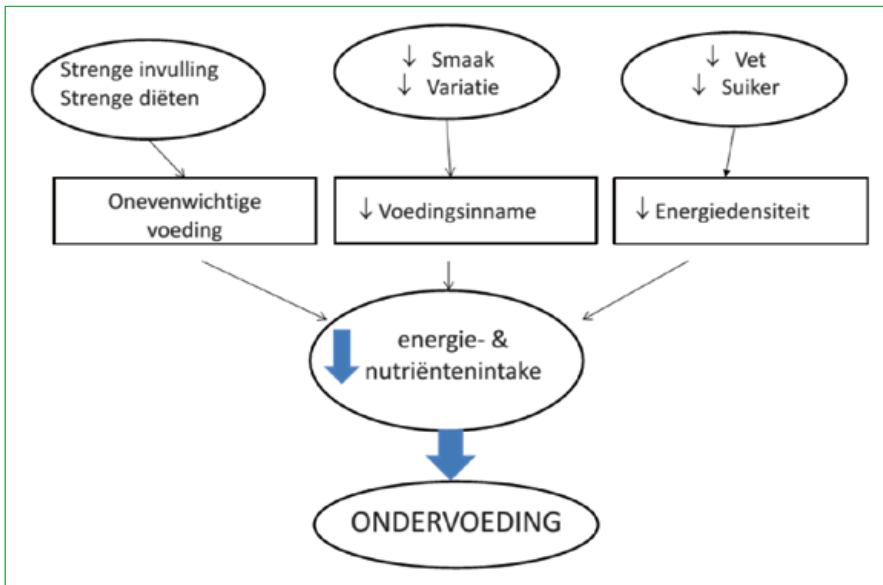 Strenge invulling
Strenge diëten
↓ Smaak
↓ Variatie
↓ Vet
↓ Suiker
Onevenwichtige
voeding
↓ Voedingsinname
↓ Energiedensiteit
energie- &
nutriëntenintake
ONDERVOEDING